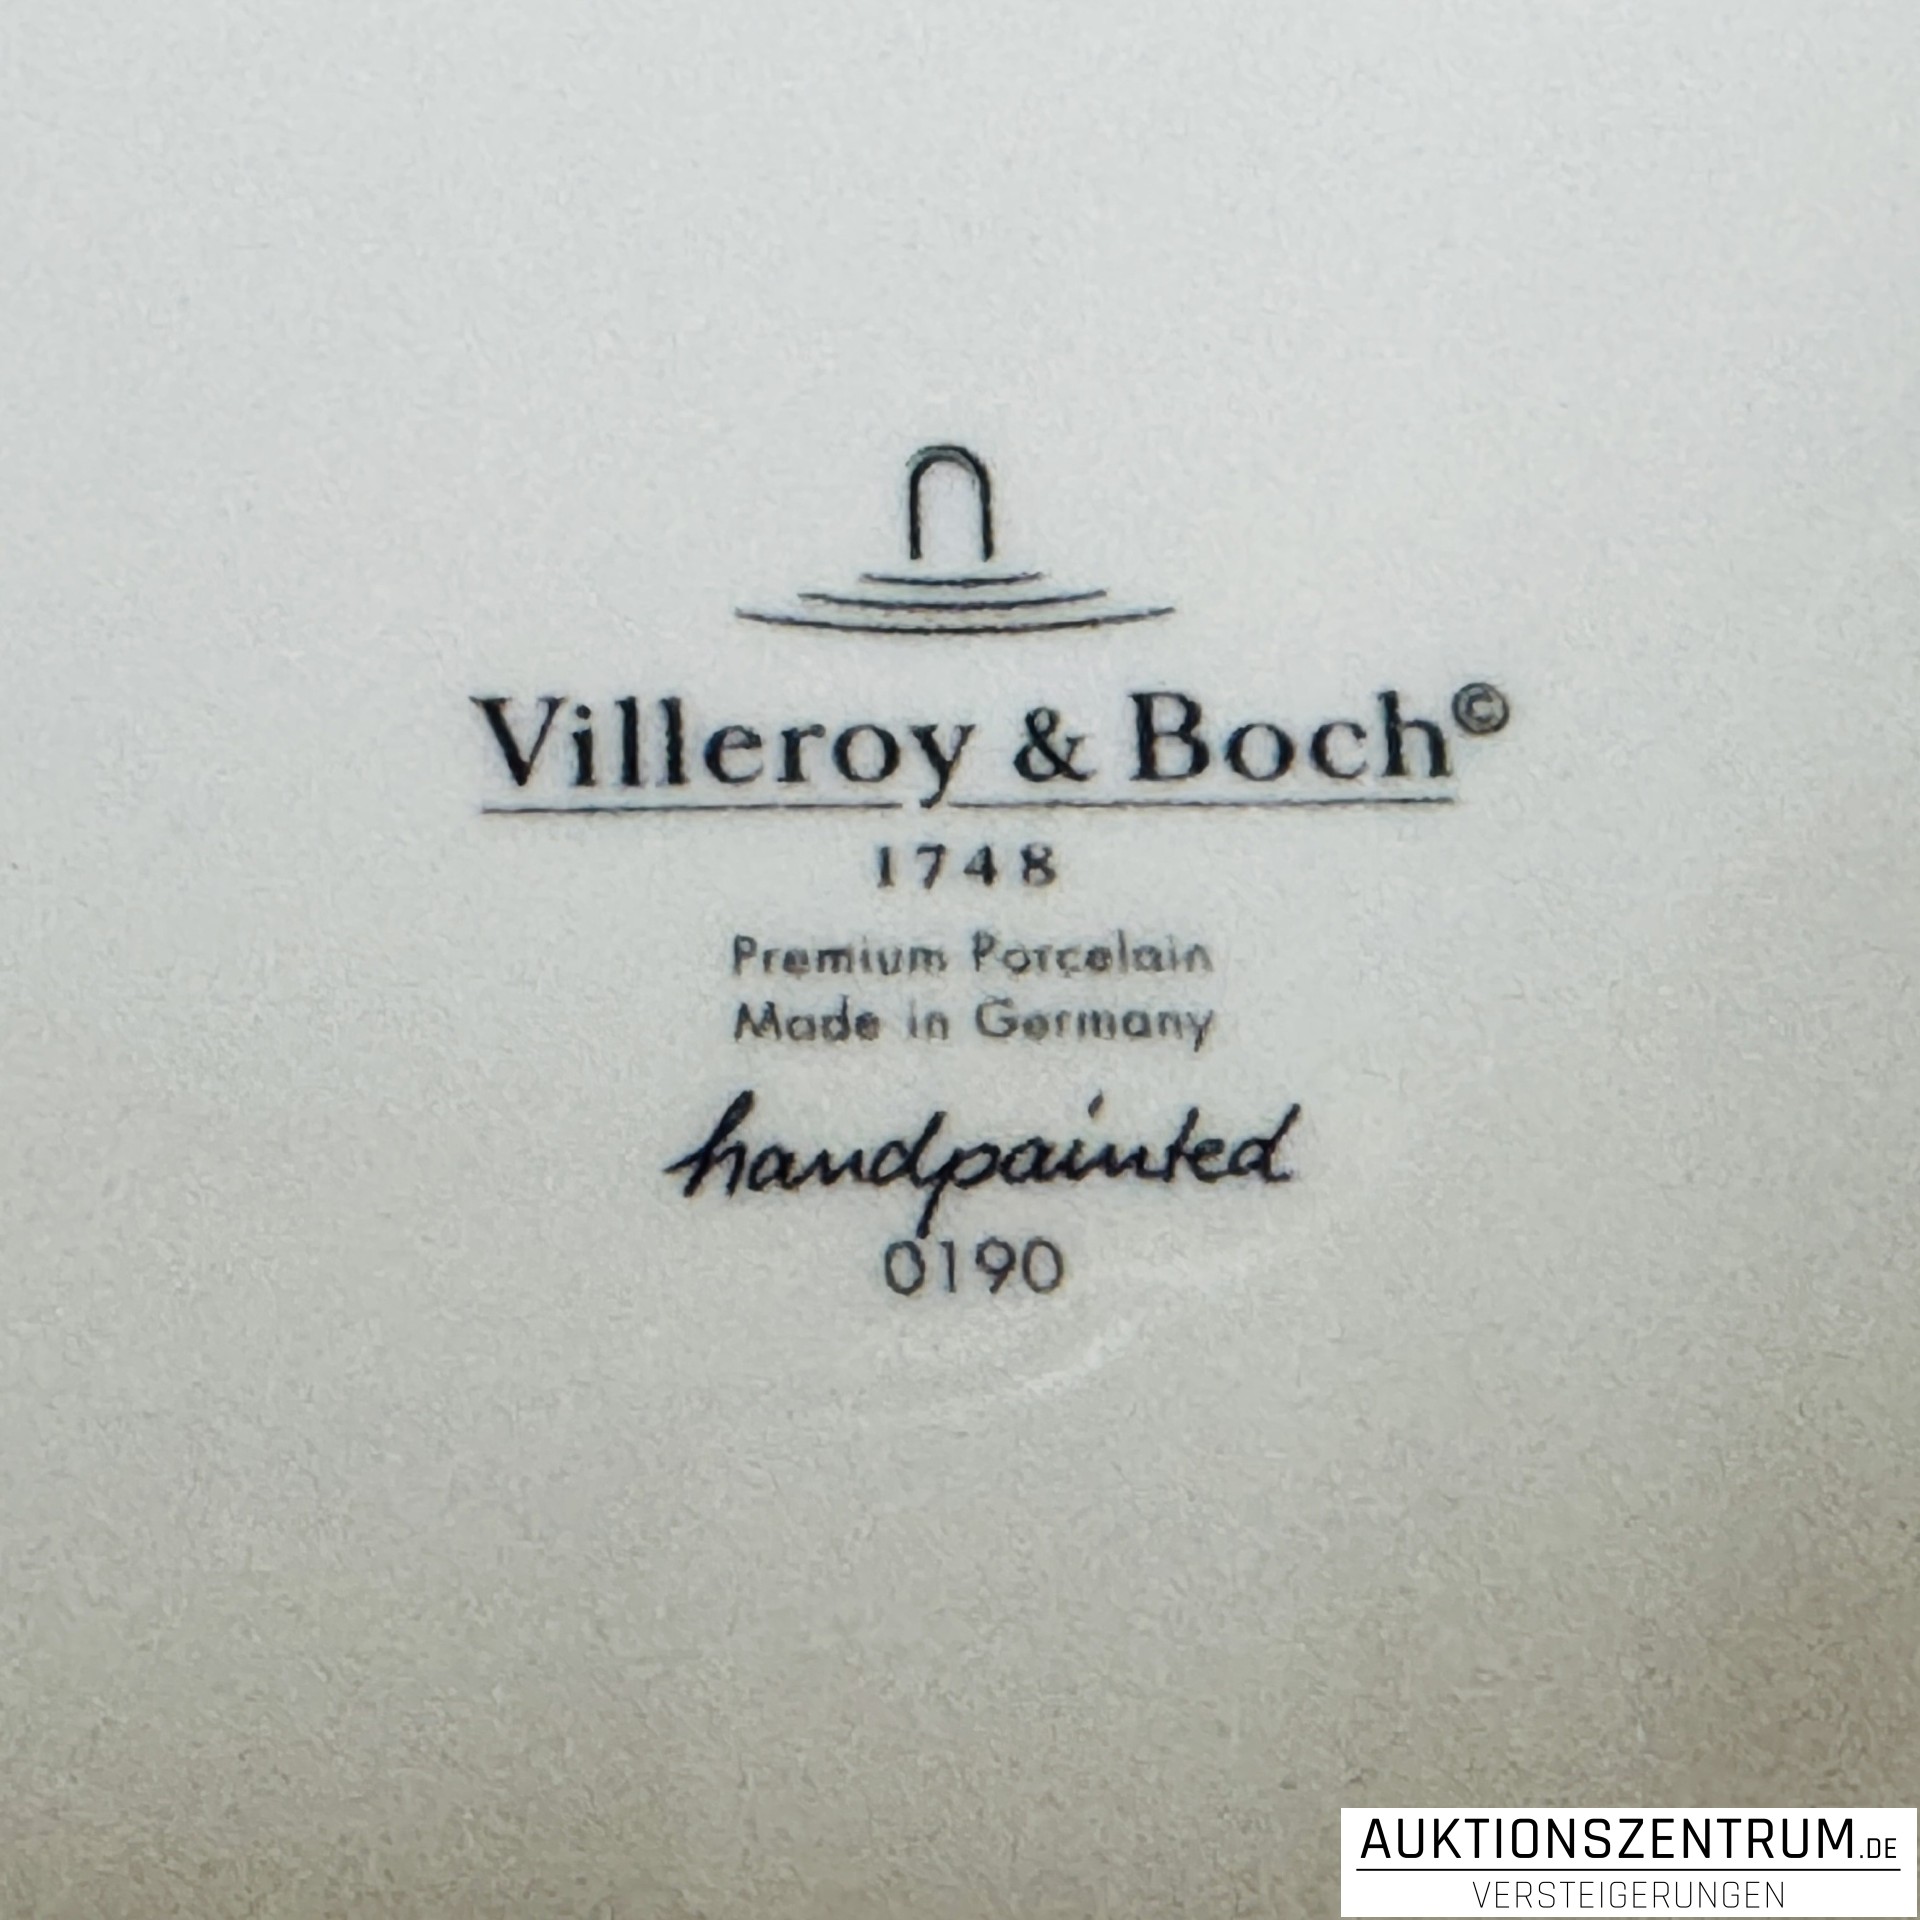 Villeroy & Boch©
1748
Premium Porcelain
Made in Germany
handpainted
0190
AUKTIONSZENTRUM.DE
VERSTEIGERUNGEN